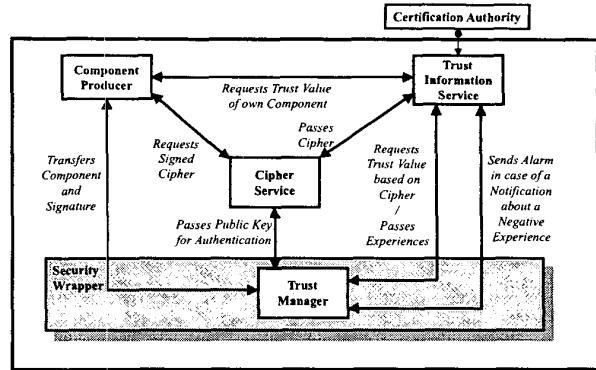 Certification Authority
Component
Producer
Trust
Information
Service
Requests Trust Value
of own Component
Passes
Cipher
Requests
Signed
Cipher
Transfers
Component
and
Signature
Cipher
Service
Requests
Trust Value
based on
Cipher
/
Passes
Experiences
Sends Alarm
in case of a
Notification
about a
Negative
Experience
Passes Public Key
for Authentication
Security
Wrapper
Trust
Manager